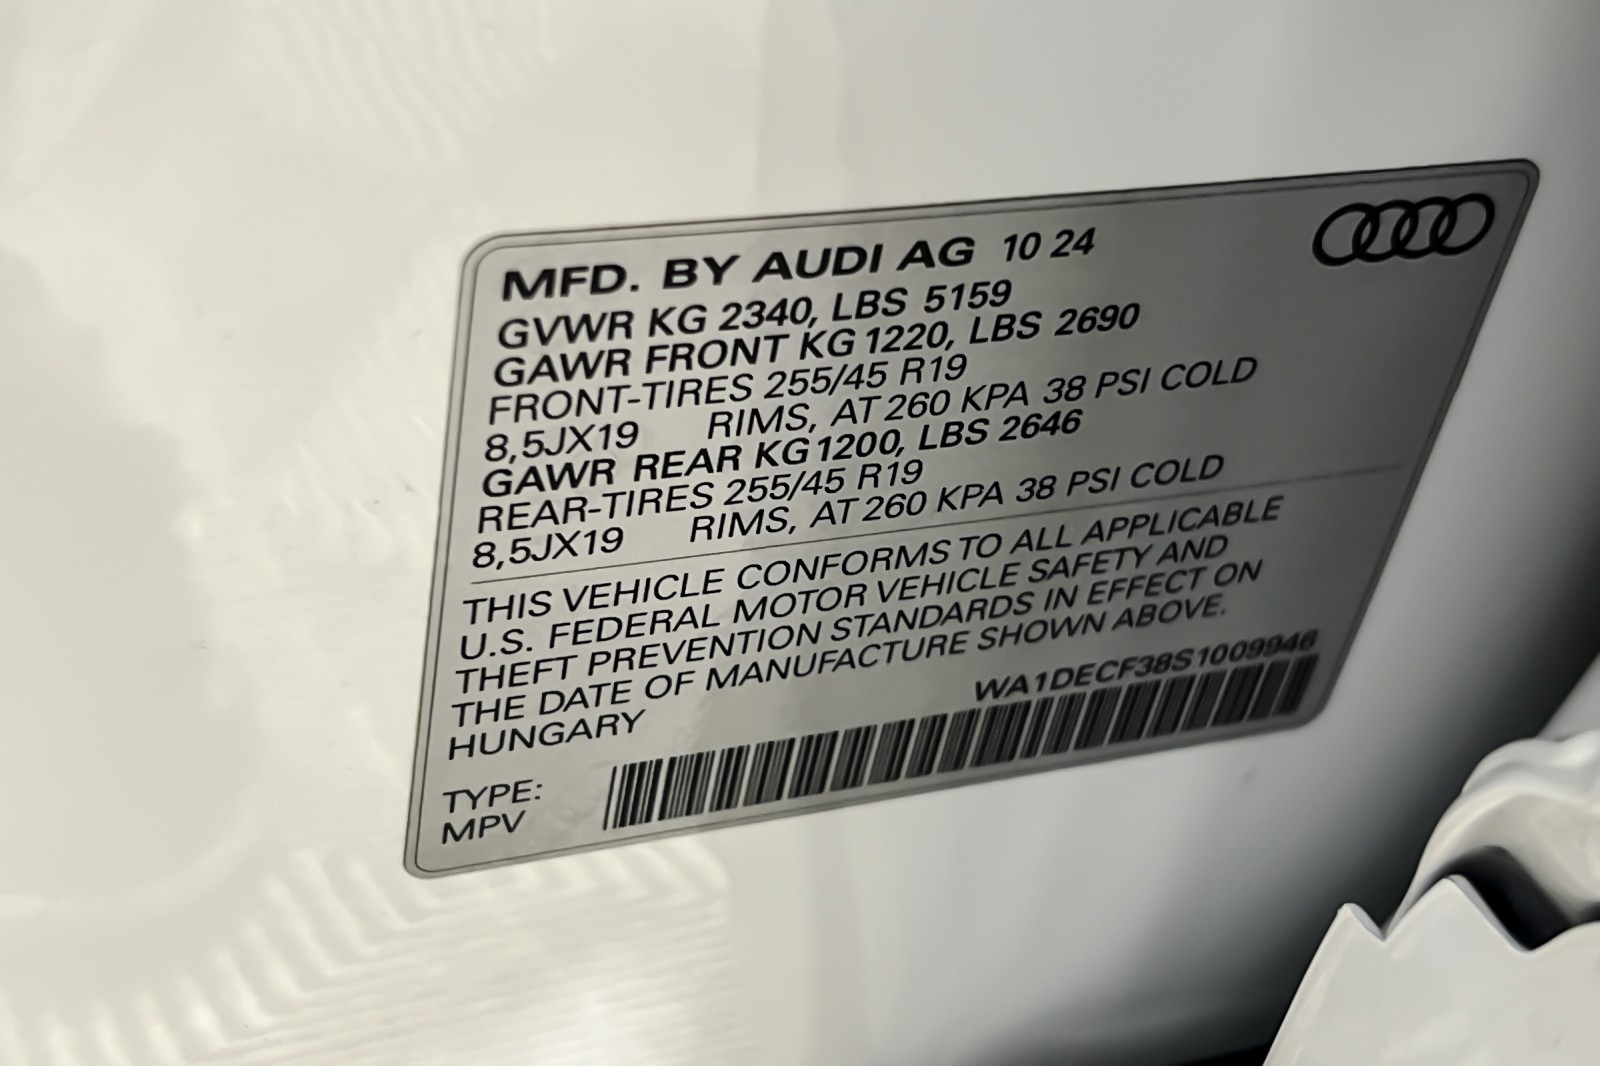 MFD. BY AUDI AG 10 24
GVWR KG 2340, LBS 5159
GAWR FRONT KG 1220, LBS 2690
FRONT-TIRES 255/45 R19
8,5JX19 RIMS, AT 260 KPA 38 PSI COLD
GAWR REAR KG 1200, LBS 2646
REAR-TIRES 255/45 R19
8,5JX19 RIMS, AT 260 KPA 38 PSI COLD
THIS VEHICLE CONFORMS TO ALL APPLICABLE
U.S. FEDERAL MOTOR VEHICLE SAFETY AND
THEFT PREVENTION STANDARDS IN EFFECT ON
THE DATE OF MANUFACTURE SHOWN ABOVE.
HUNGARY
WA1DECF38S1009946
TYPE:
MPV